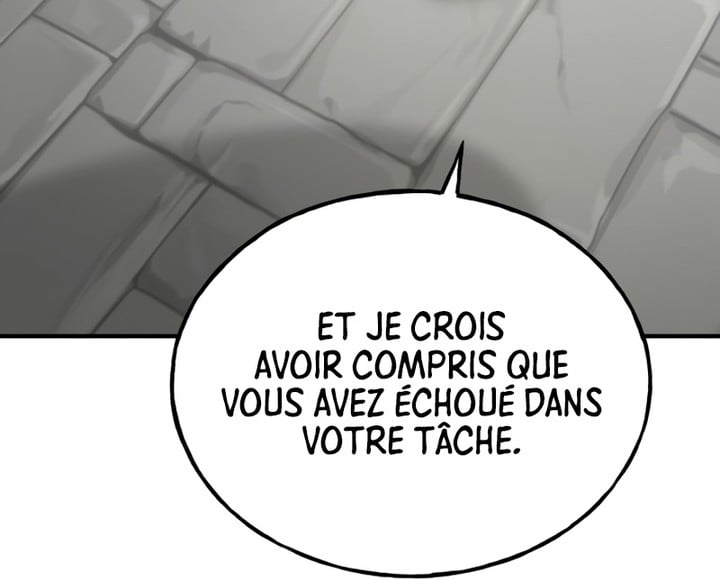 ET JE CROIS
AVOIR COMPRIS QUE
VOUS AVEZ ÉCHOUÉ DANS
VOTRE TÂCHE.